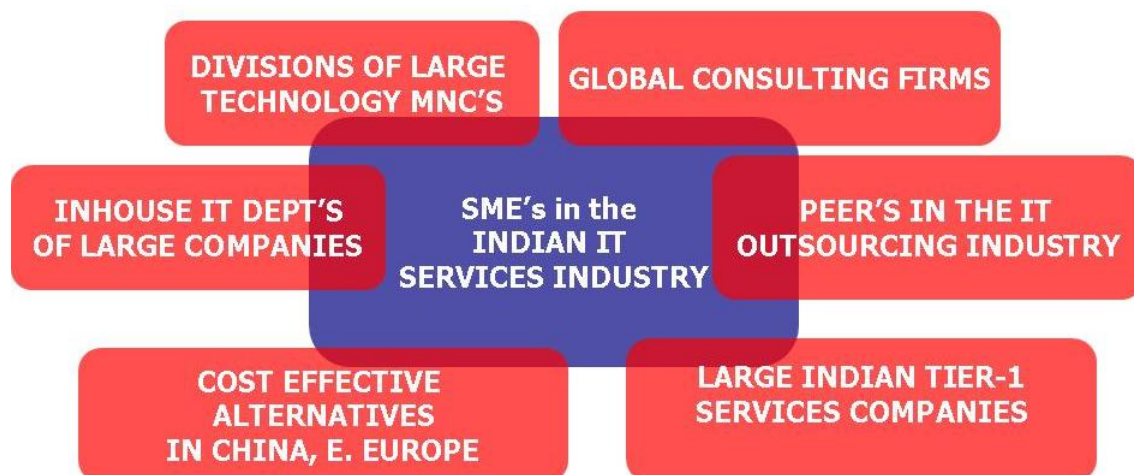 DIVISIONS OF LARGE
TECHNOLOGY MNC'S
GLOBAL CONSULTING FIRMS
INHOUSE IT DEPT'S
OF LARGE COMPANIES
SME's in the
INDIAN IT
SERVICES INDUSTRY
PEER'S IN THE IT
OUTSOURCING INDUSTRY
COST EFFECTIVE
ALTERNATIVES
IN CHINA, E. EUROPE
LARGE INDIAN TIER-1
SERVICES COMPANIES